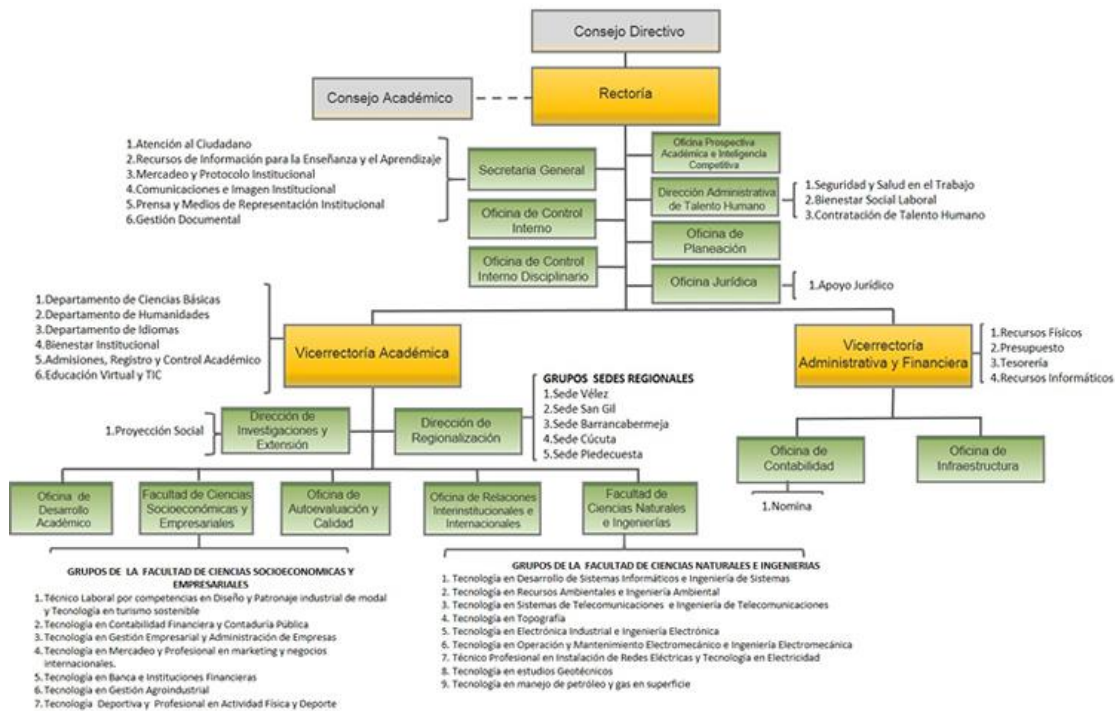 Consejo Directivo
Consejo Académico
Rectoría
1.Atención al Ciudadano
2.Recursos de Información para la Enseñanza y el Aprendizaje
3.Mercadeo y Protocolo Institucional
4.Comunicaciones e Imagen Institucional
5.Prensa y Medios de Representación Institucional
6.Gestión Documental
Secretaria General
Oficina de Control
Interno
Oficina de Control
Interno Disciplinario
Oficina Prospectiva
Académica e Inteligencia
Competitiva
Dirección Administrativa
de Talento Humano
1.Seguridad y Salud en el Trabajo
2.Bienestar Social Laboral
3.Contratación de Talento Humano
Oficina de
Planeación
Oficina Jurídica
1.Apoyo Jurídico
1.Departamento de Ciencias Básicas
2.Departamento de Humanidades
3.Departamento de Idiomas
4.Bienestar Institucional
5.Admisiones, Registro y Control Académico
6.Educación Virtual y TIC
Vicerrectoría Académica
Vicerrectoría
Administrativa y Financiera
1.Recursos Físicos
2.Presupuesto
3.Tesorería
4.Recursos Informáticos
1.Proyección Social
Dirección de
Investigaciones y
Extensión
Dirección de
Regionalización
GRUPOS SEDES REGIONALES
1.Sede Vélez
2.Sede San Gil
3.Sede Barrancabermeja
4.Sede Cúcuta
5.Sede Piedecuesta
Oficina de
Contabilidad
1.Nomina
Oficina de
Infraestructura
Oficina de
Desarrollo
Académico
Facultad de Ciencias
Socioeconómicas y
Empresariales
Oficina de
Autoevaluación y
Calidad
Oficina de Relaciones
Interinstitucionales e
Internacionales
Facultad de
Ciencias Naturales
e Ingenierías
GRUPOS DE LA FACULTAD DE CIENCIAS SOCIOECONOMICAS Y
EMPRESARIALES
1. Técnico Laboral por competencias en Diseño y Patronaje industrial de modal
y Tecnología en turismo sostenible
2. Tecnología en Contabilidad Financiera y Contaduría Pública
3. Tecnología en Gestión Empresarial y Administración de Empresas
4. Tecnología en Mercadeo y Profesional en marketing y negocios
internacionales.
5. Tecnología en Banca e Instituciones Financieras
6. Tecnología en Gestión Agroindustrial
7. Tecnología Deportiva y Profesional en Actividad Física y Deporte
GRUPOS DE LA FACULTAD DE CIENCIAS NATURALES E INGENIERIAS
1. Tecnología en Desarrollo de Sistemas Informáticos e Ingeniería de Sistemas
2. Tecnología en Recursos Ambientales e Ingeniería Ambiental
3. Tecnología en Sistemas de Telecomunicaciones e Ingeniería de Telecomunicaciones
4. Tecnología en Topografía
5. Tecnología en Electrónica Industrial e Ingeniería Electrónica
6. Tecnología en Operación y Mantenimiento Electromecánico e Ingeniería Electromecánica
7. Técnico Profesional en Instalación de Redes Eléctricas y Tecnología en Electricidad
8. Tecnología en estudios Geotécnicos
9. Tecnología en manejo de petróleo y gas en superficie